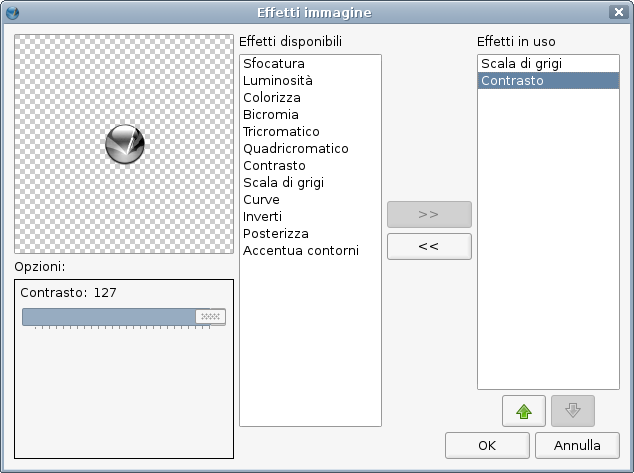 Effetti immagine
Effetti disponibili
Sfocatura
Luminosità
Colorizza
Bicromia
Tricromatico
Quadricromatico
Contrasto
Scala di grigi
Curve
Inverti
Posterizza
Accentua contorni
>>
<<
Effetti in uso
Scala di grigi
Contrasto
Opzioni:
Contrasto: 127
OK
Annulla